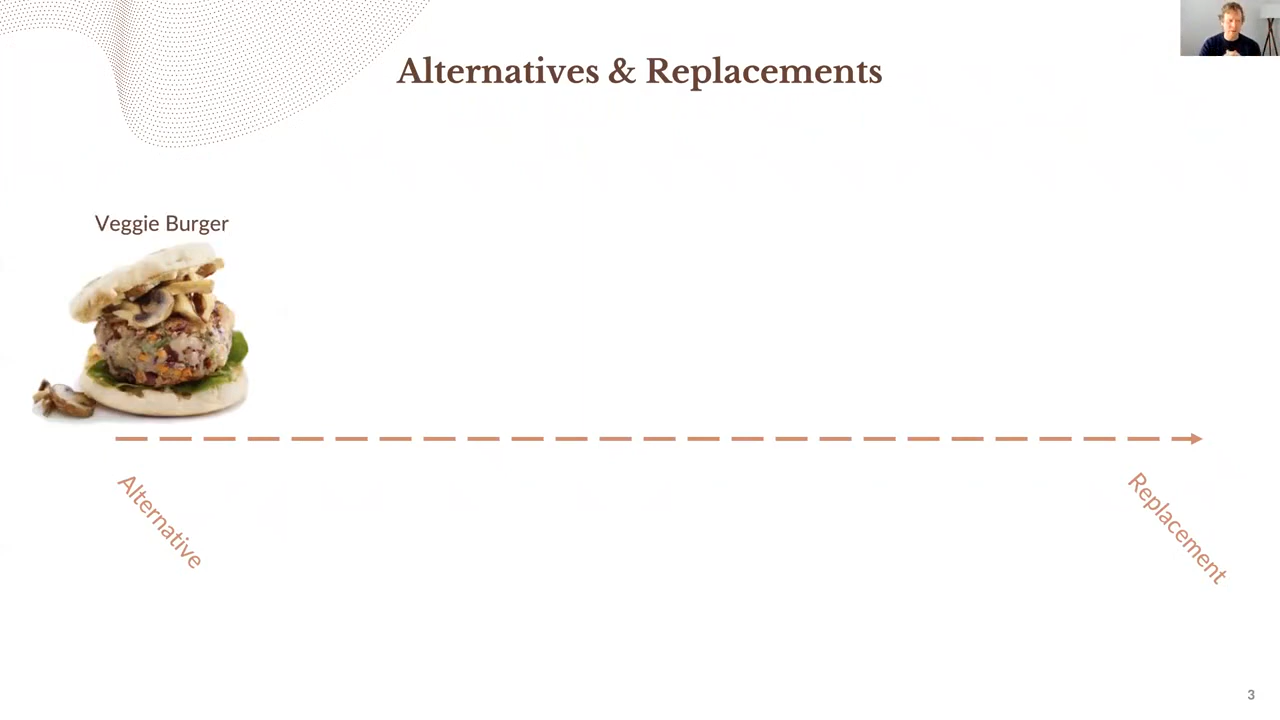 Alternatives & Replacements
Veggie Burger
Alternative
Replacement
3